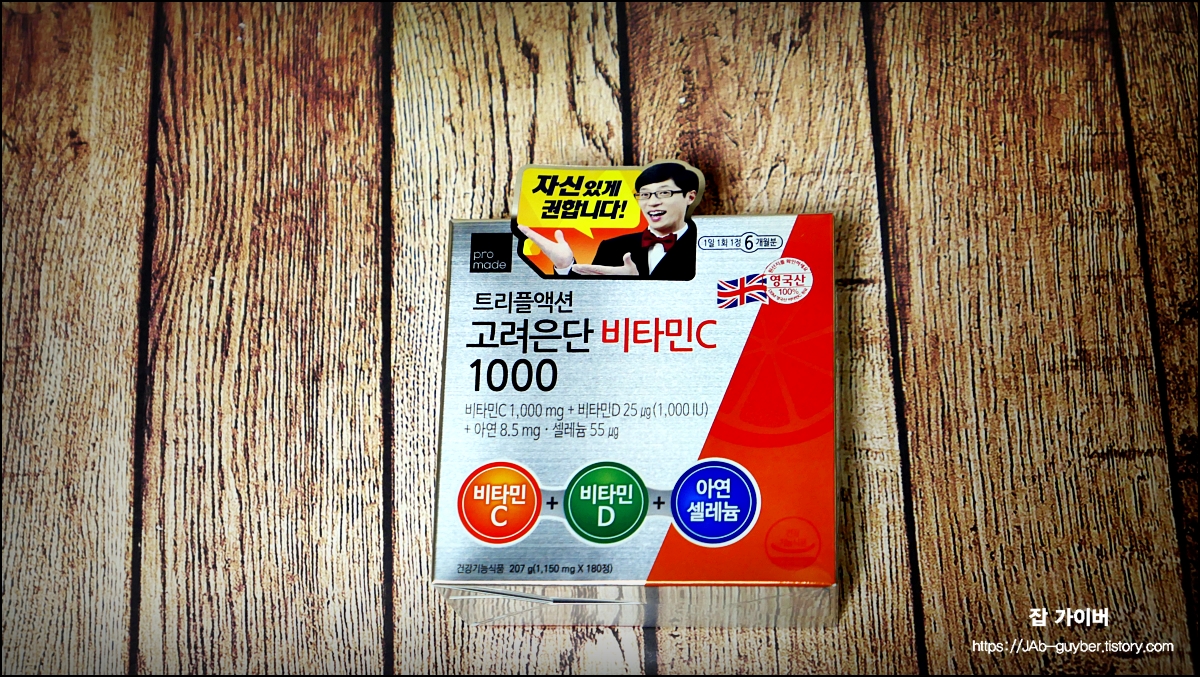 자신있게
권합니다!
pro
made
1일 1회 1정 6개월분
영국산
100%
트리플액션
고려은단 비타민C
1000
비타민C 1,000 mg + 비타민D 25 ㎍(1,000 IU)
+ 아연 8.5 mg · 셀레늄 55 ㎍
비타민
C
+
비타민
D
+
아연
셀레늄
건강기능식품 207 g(1,150 mg X 180정)
잡 가이버
https://JAb-guyber.tistory.com